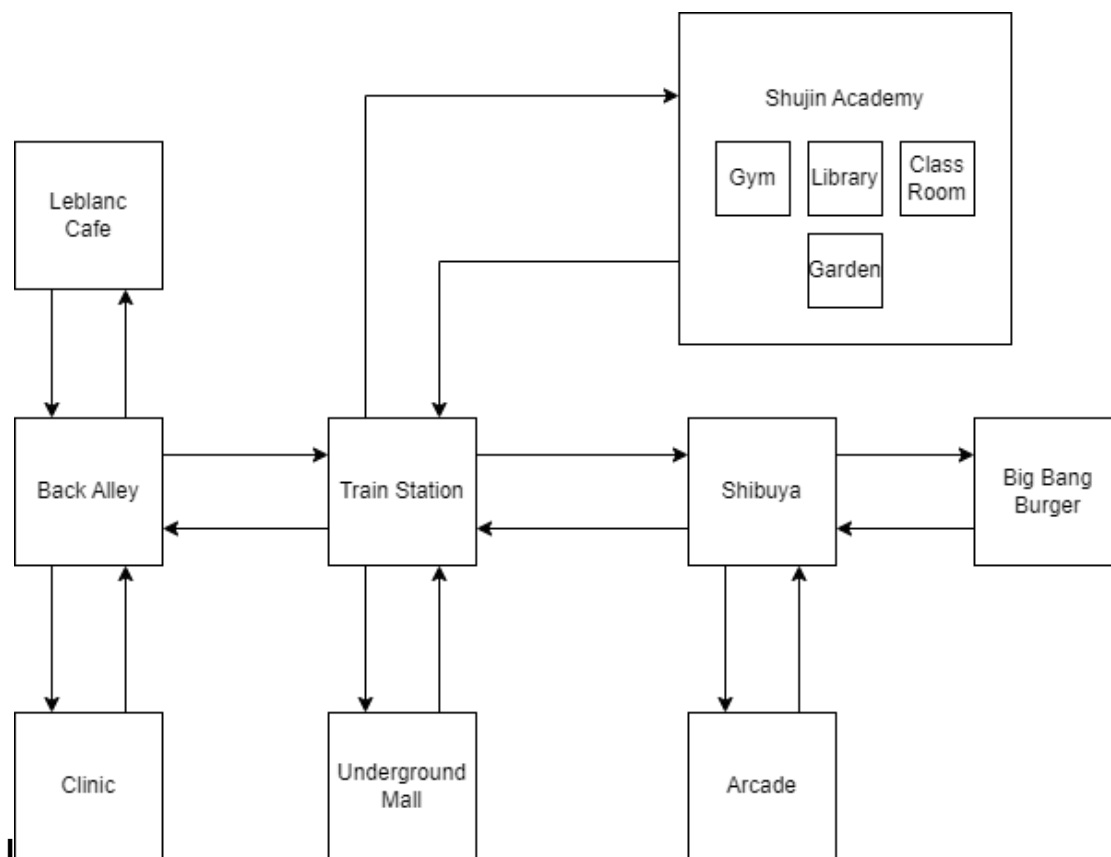 Shujin Academy
Gym
Library
Class
Room
Garden
Leblanc
Cafe
Back Alley
Train Station
Shibuya
Big Bang
Burger
Clinic
Underground
Mall
Arcade